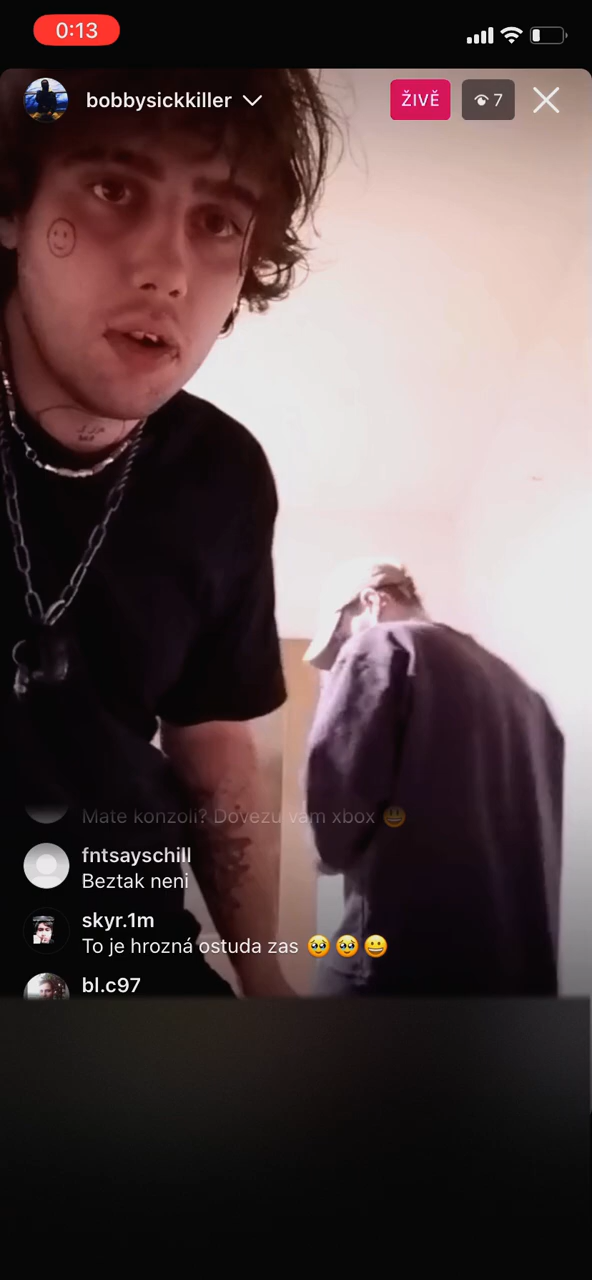 0:13
bobbysickkiller
ŽIVĚ
7
Mate konzoli? Dovezu vam xbox 😃
fntsayschill
Beztak neni
skyr.1m
To je hrozná ostuda zas 🥹🥹😀
bl.c97